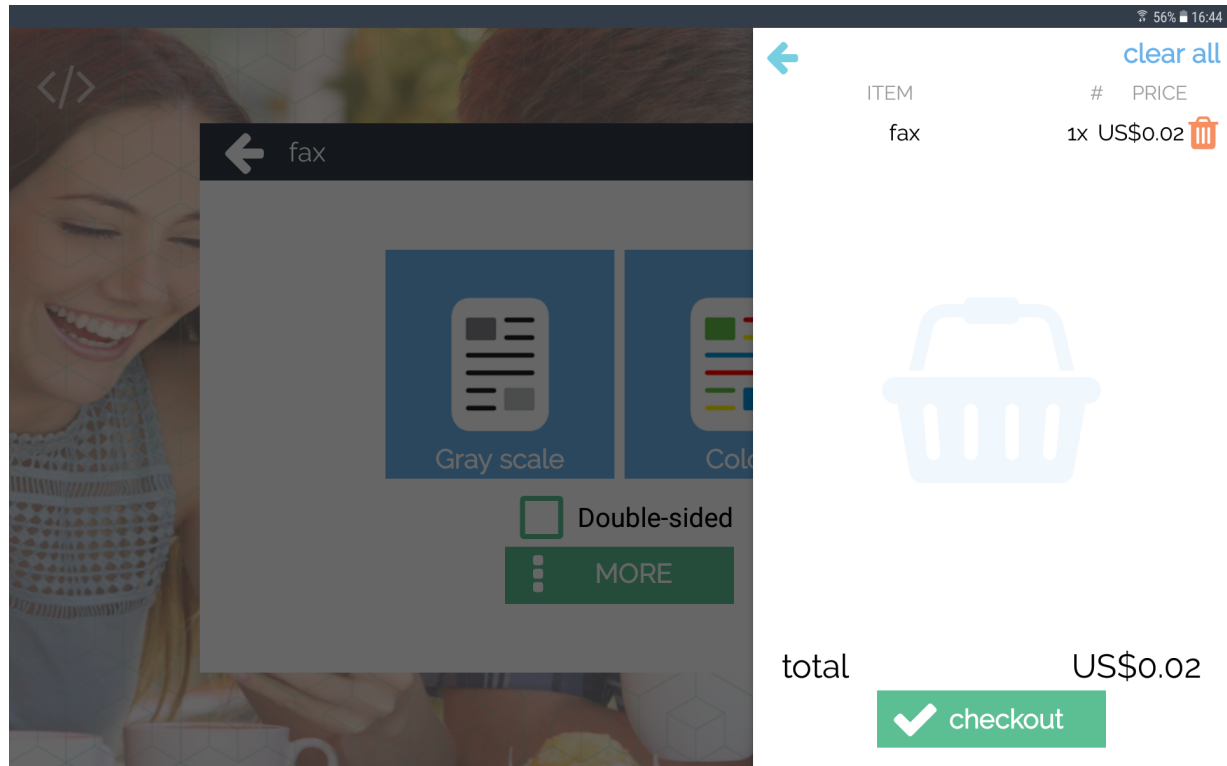 56% 16:44
</>
clear all
ITEM # PRICE
fax 1x US$0.02
fax
Gray scale
Double-sided
MORE
total US$0.02
checkout